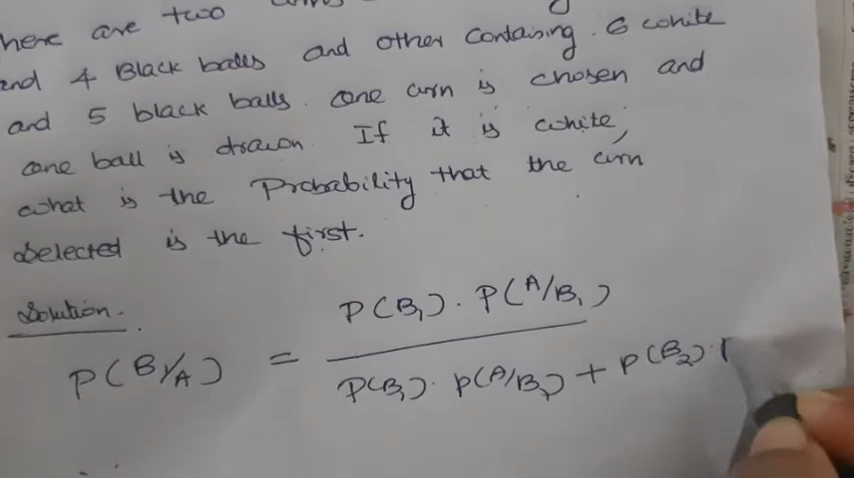 here are two
and 4 Black balls and other containing 6 white
and 5 black balls. one urn is chosen and
one ball is drawn. If it is white,
what is the Probability that the urn
Selected is the first.
Solution.
P(B₁/A) = P(B₁) · P(A/B₁)
P(B₁) · P(A/B₁) + P(B₂) ·